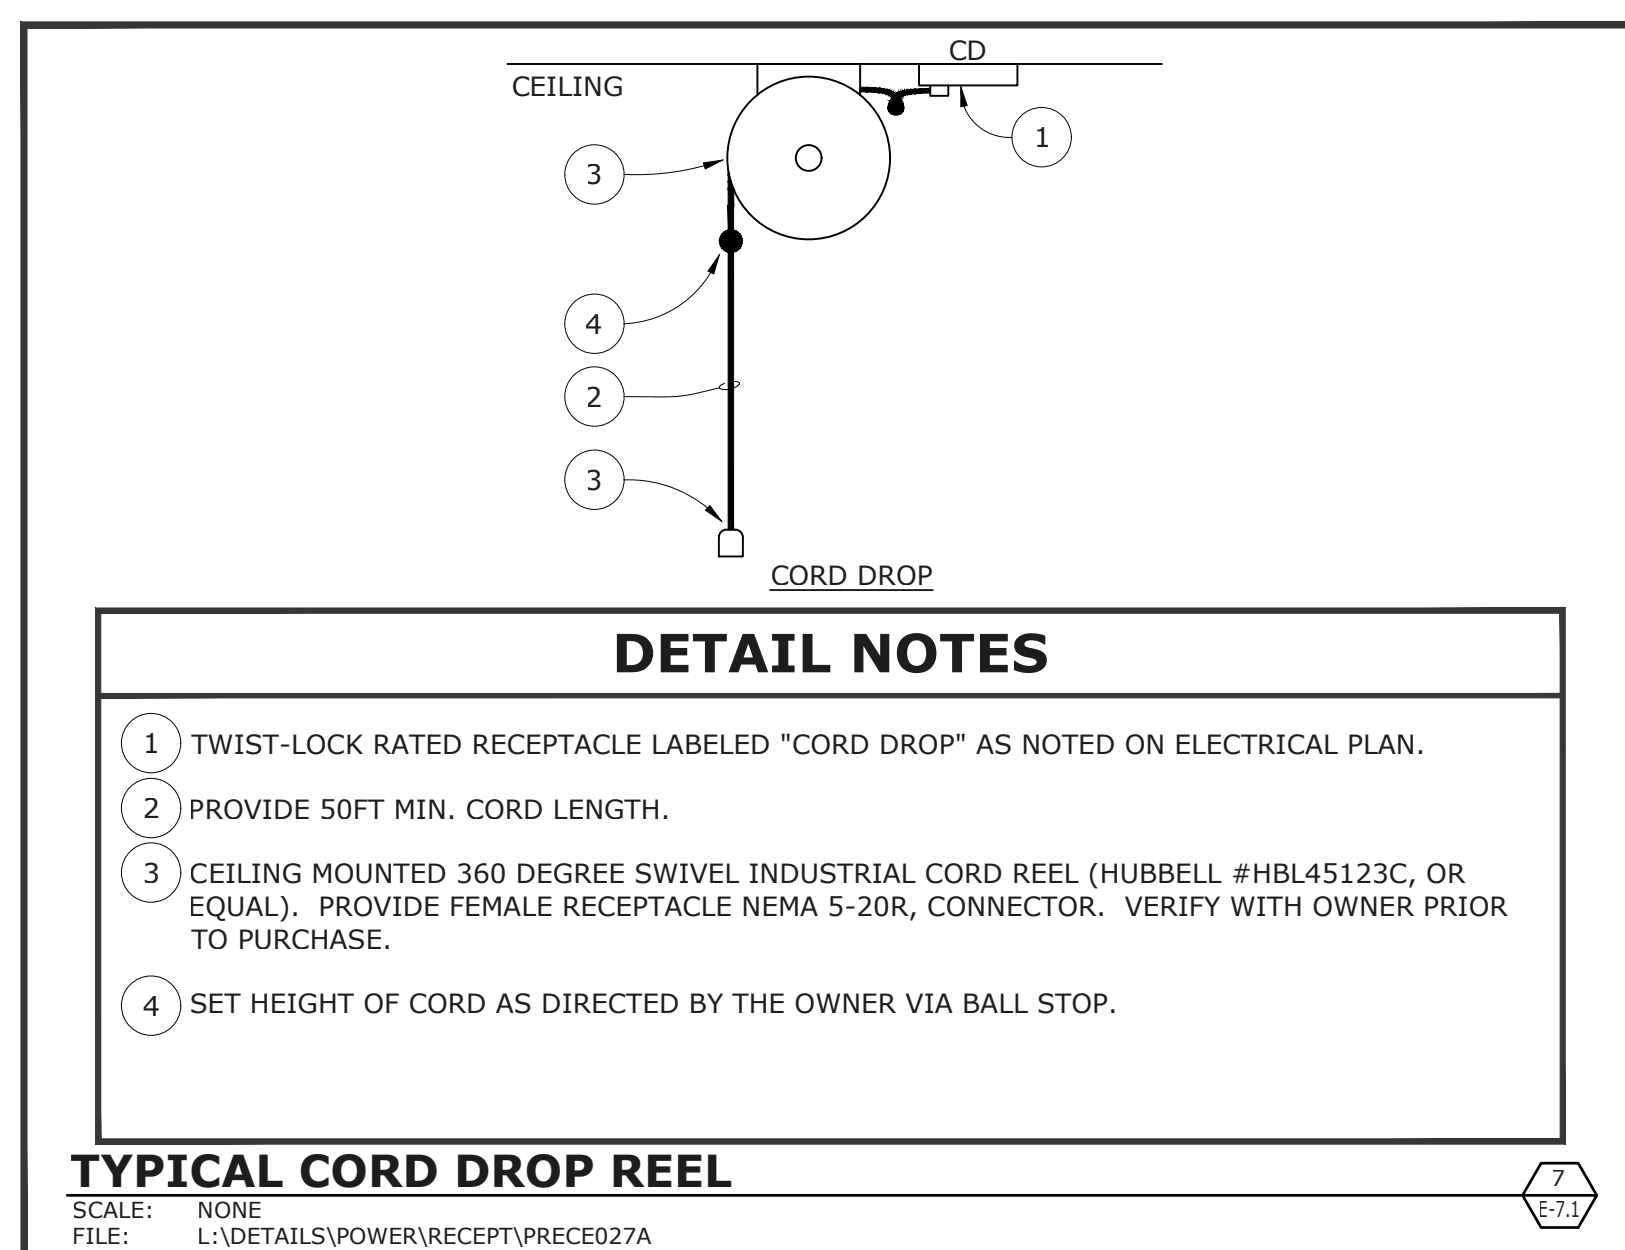 CD
CEILING
1
3
4
2
3
CORD DROP
DETAIL NOTES
1 TWIST-LOCK RATED RECEPTACLE LABELED "CORD DROP" AS NOTED ON ELECTRICAL PLAN.
2 PROVIDE 50FT MIN. CORD LENGTH.
3 CEILING MOUNTED 360 DEGREE SWIVEL INDUSTRIAL CORD REEL (HUBBELL #HBL45123C, OR
EQUAL). PROVIDE FEMALE RECEPTACLE NEMA 5-20R, CONNECTOR. VERIFY WITH OWNER PRIOR
TO PURCHASE.
4 SET HEIGHT OF CORD AS DIRECTED BY THE OWNER VIA BALL STOP.
TYPICAL CORD DROP REEL
7
E-7.1
SCALE: NONE
FILE: L:\DETAILS\POWER\RECEPT\PRECE027A